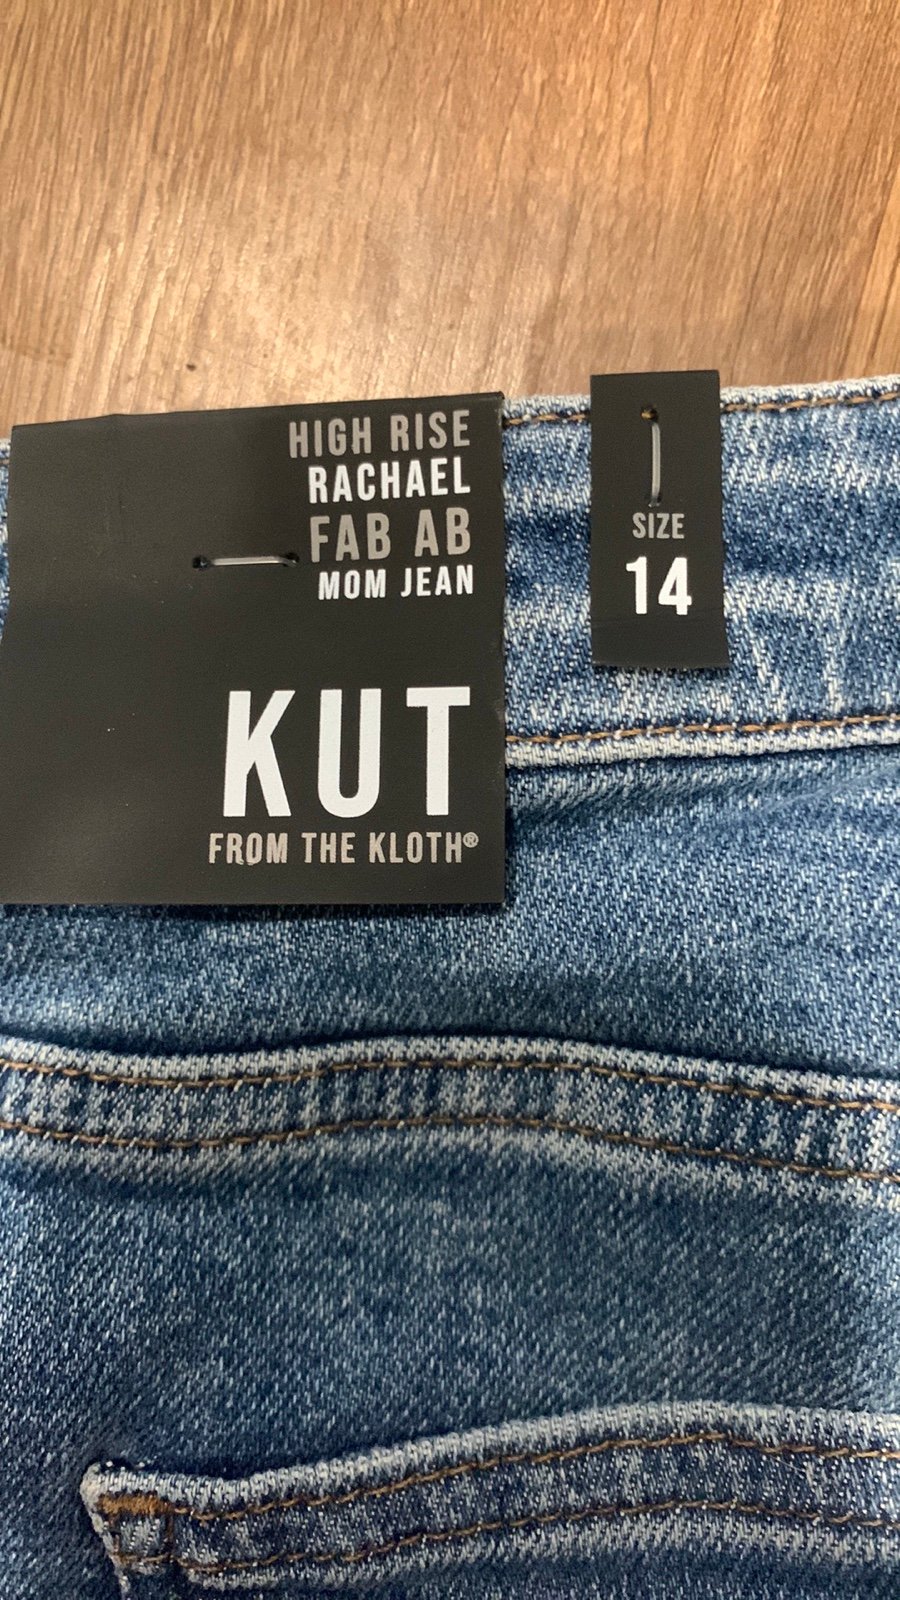 HIGH RISE
RACHAEL
FAB AB
MOM JEAN
KUT
FROM THE KLOTH®
SIZE
14